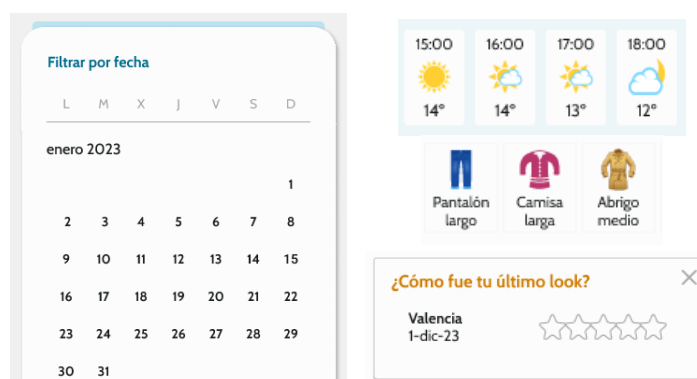 Filtrar por fecha
L M X J V S D
enero 2023
1
2 3 4 5 6 7 8
9 10 11 12 13 14 15
16 17 18 19 20 21 22
23 24 25 26 27 28 29
30 31
15:00 16:00 17:00 18:00
14° 14° 13° 12°
Pantalón Camisa Abrigo
largo larga medio
¿Cómo fue tu último look?
Valencia
1-dic-23